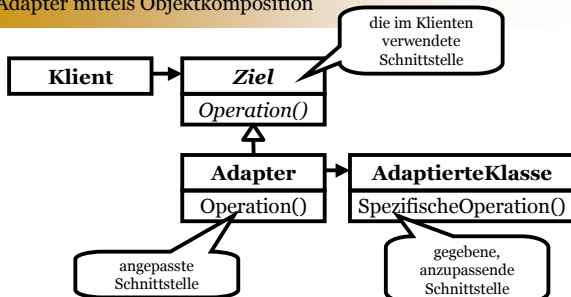 Adapter mittels Objektkomposition
die im Klienten
verwendete
Schnittstelle
Klient
Ziel
Operation()
Adapter
Operation()
AdaptierteKlasse
SpezifischeOperation()
angepasste
Schnittstelle
gegebene,
anzupassende
Schnittstelle